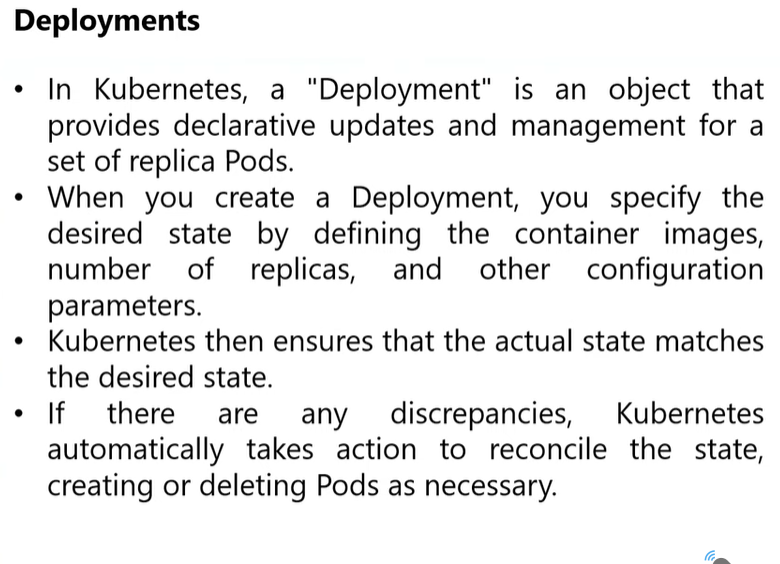 Deployments
• In Kubernetes, a "Deployment" is an object that
provides declarative updates and management for a
set of replica Pods.
• When you create a Deployment, you specify the
desired state by defining the container images,
number of replicas, and other configuration
parameters.
• Kubernetes then ensures that the actual state matches
the desired state.
• If there are any discrepancies, Kubernetes
automatically takes action to reconcile the state,
creating or deleting Pods as necessary.